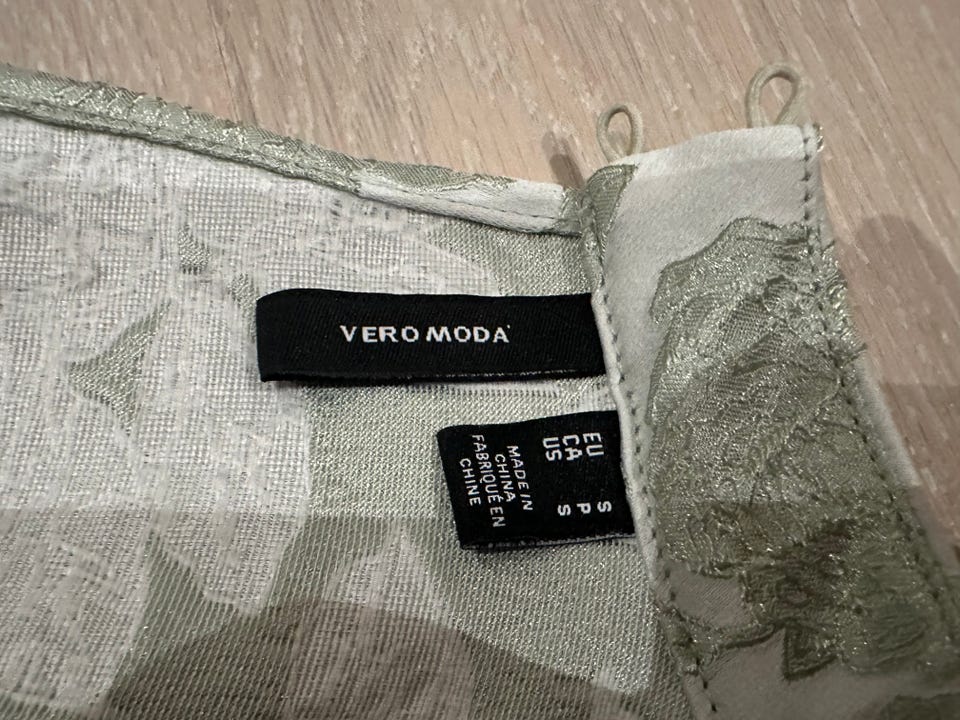 VERO MODA
EU S
CA P
US S
MADE IN
CHINA
FABRIQUÉ EN
CHINE